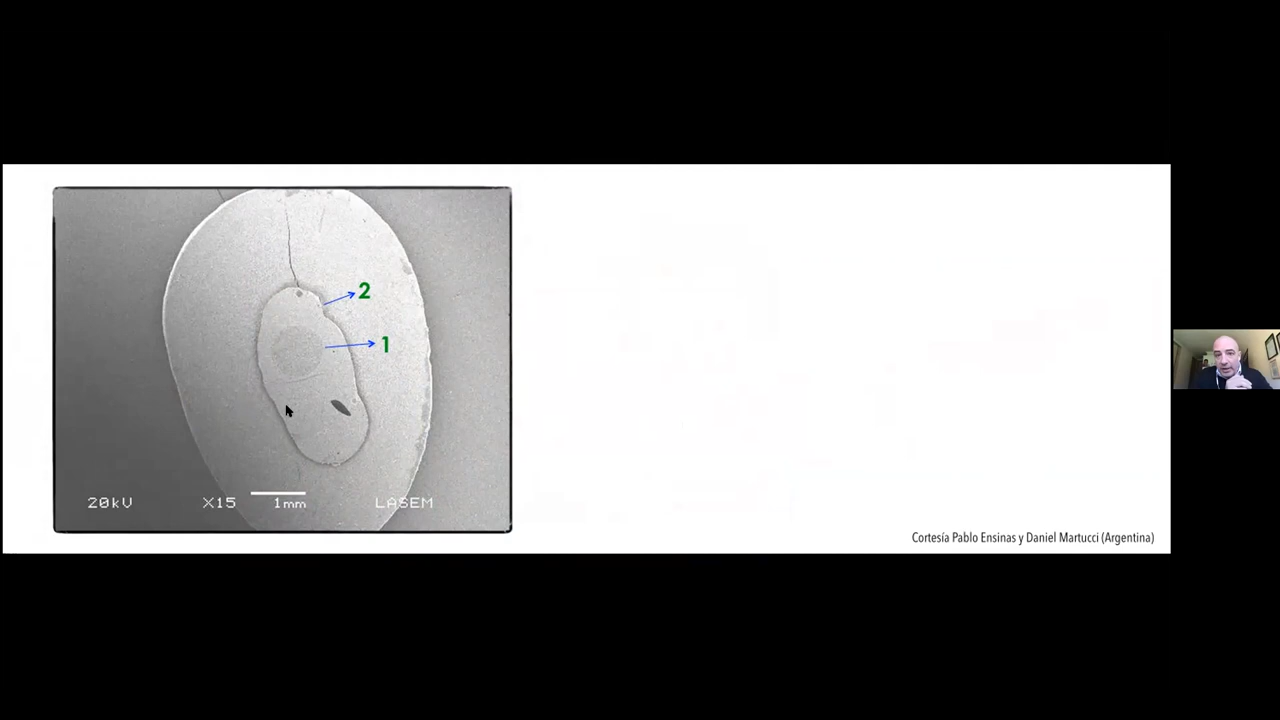 2
1
20kV X15 1mm LASEM
Cortesía Pablo Ensinas y Daniel Martucci (Argentina)